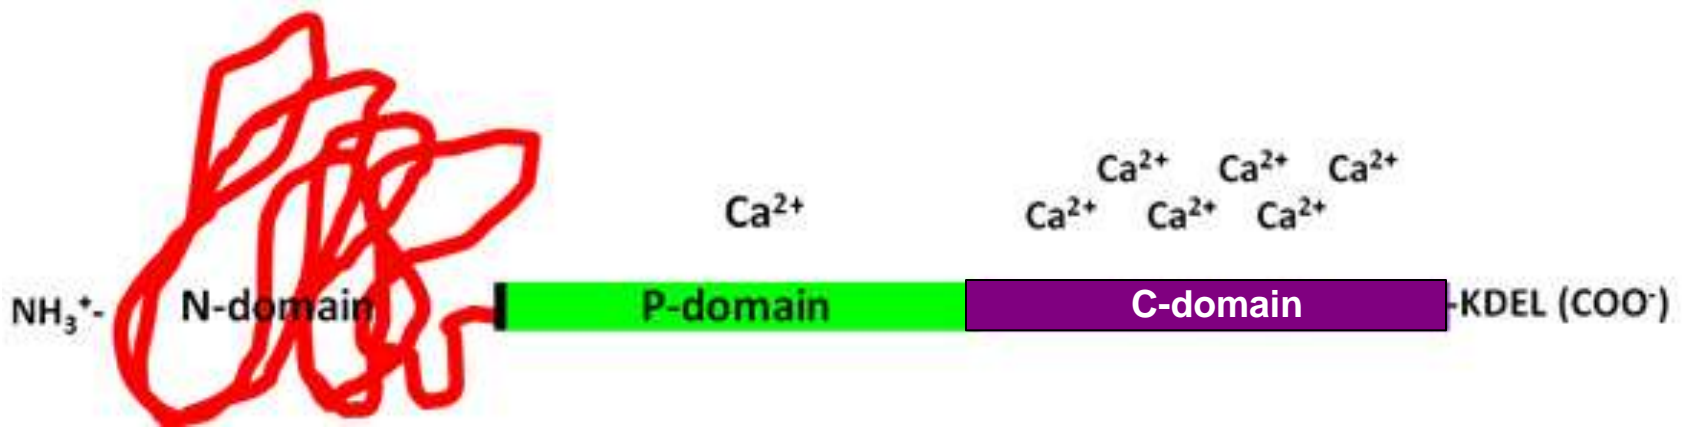 Ca²⁺ Ca²⁺ Ca²⁺
Ca²⁺ Ca²⁺ Ca²⁺ Ca²⁺
NH₃⁺- N-domain P-domain C-domain -KDEL (COO⁻)